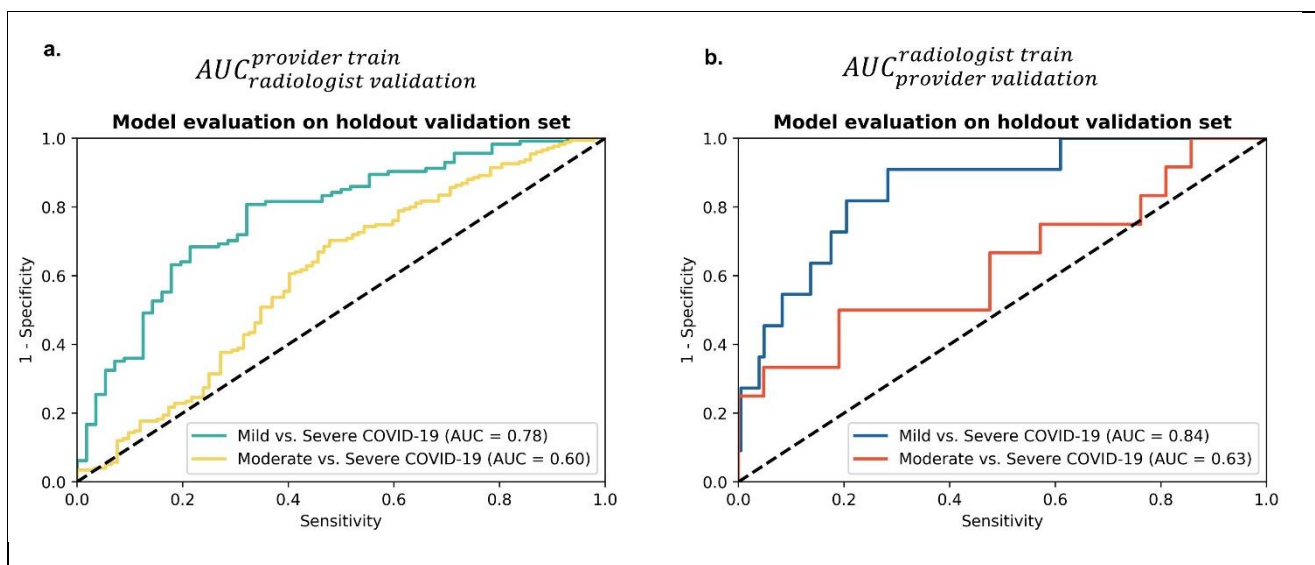 a.
AUC^{provider train}_{radiologist validation}
Model evaluation on holdout validation set
1.0
0.8
0.6
0.4
0.2
0.0
1 - Specificity
Mild vs. Severe COVID-19 (AUC = 0.78)
Moderate vs. Severe COVID-19 (AUC = 0.60)
0.0 0.2 0.4 0.6 0.8 1.0
Sensitivity
b.
AUC^{radiologist train}_{provider validation}
Model evaluation on holdout validation set
1.0
0.8
0.6
0.4
0.2
0.0
1 - Specificity
Mild vs. Severe COVID-19 (AUC = 0.84)
Moderate vs. Severe COVID-19 (AUC = 0.63)
0.0 0.2 0.4 0.6 0.8 1.0
Sensitivity